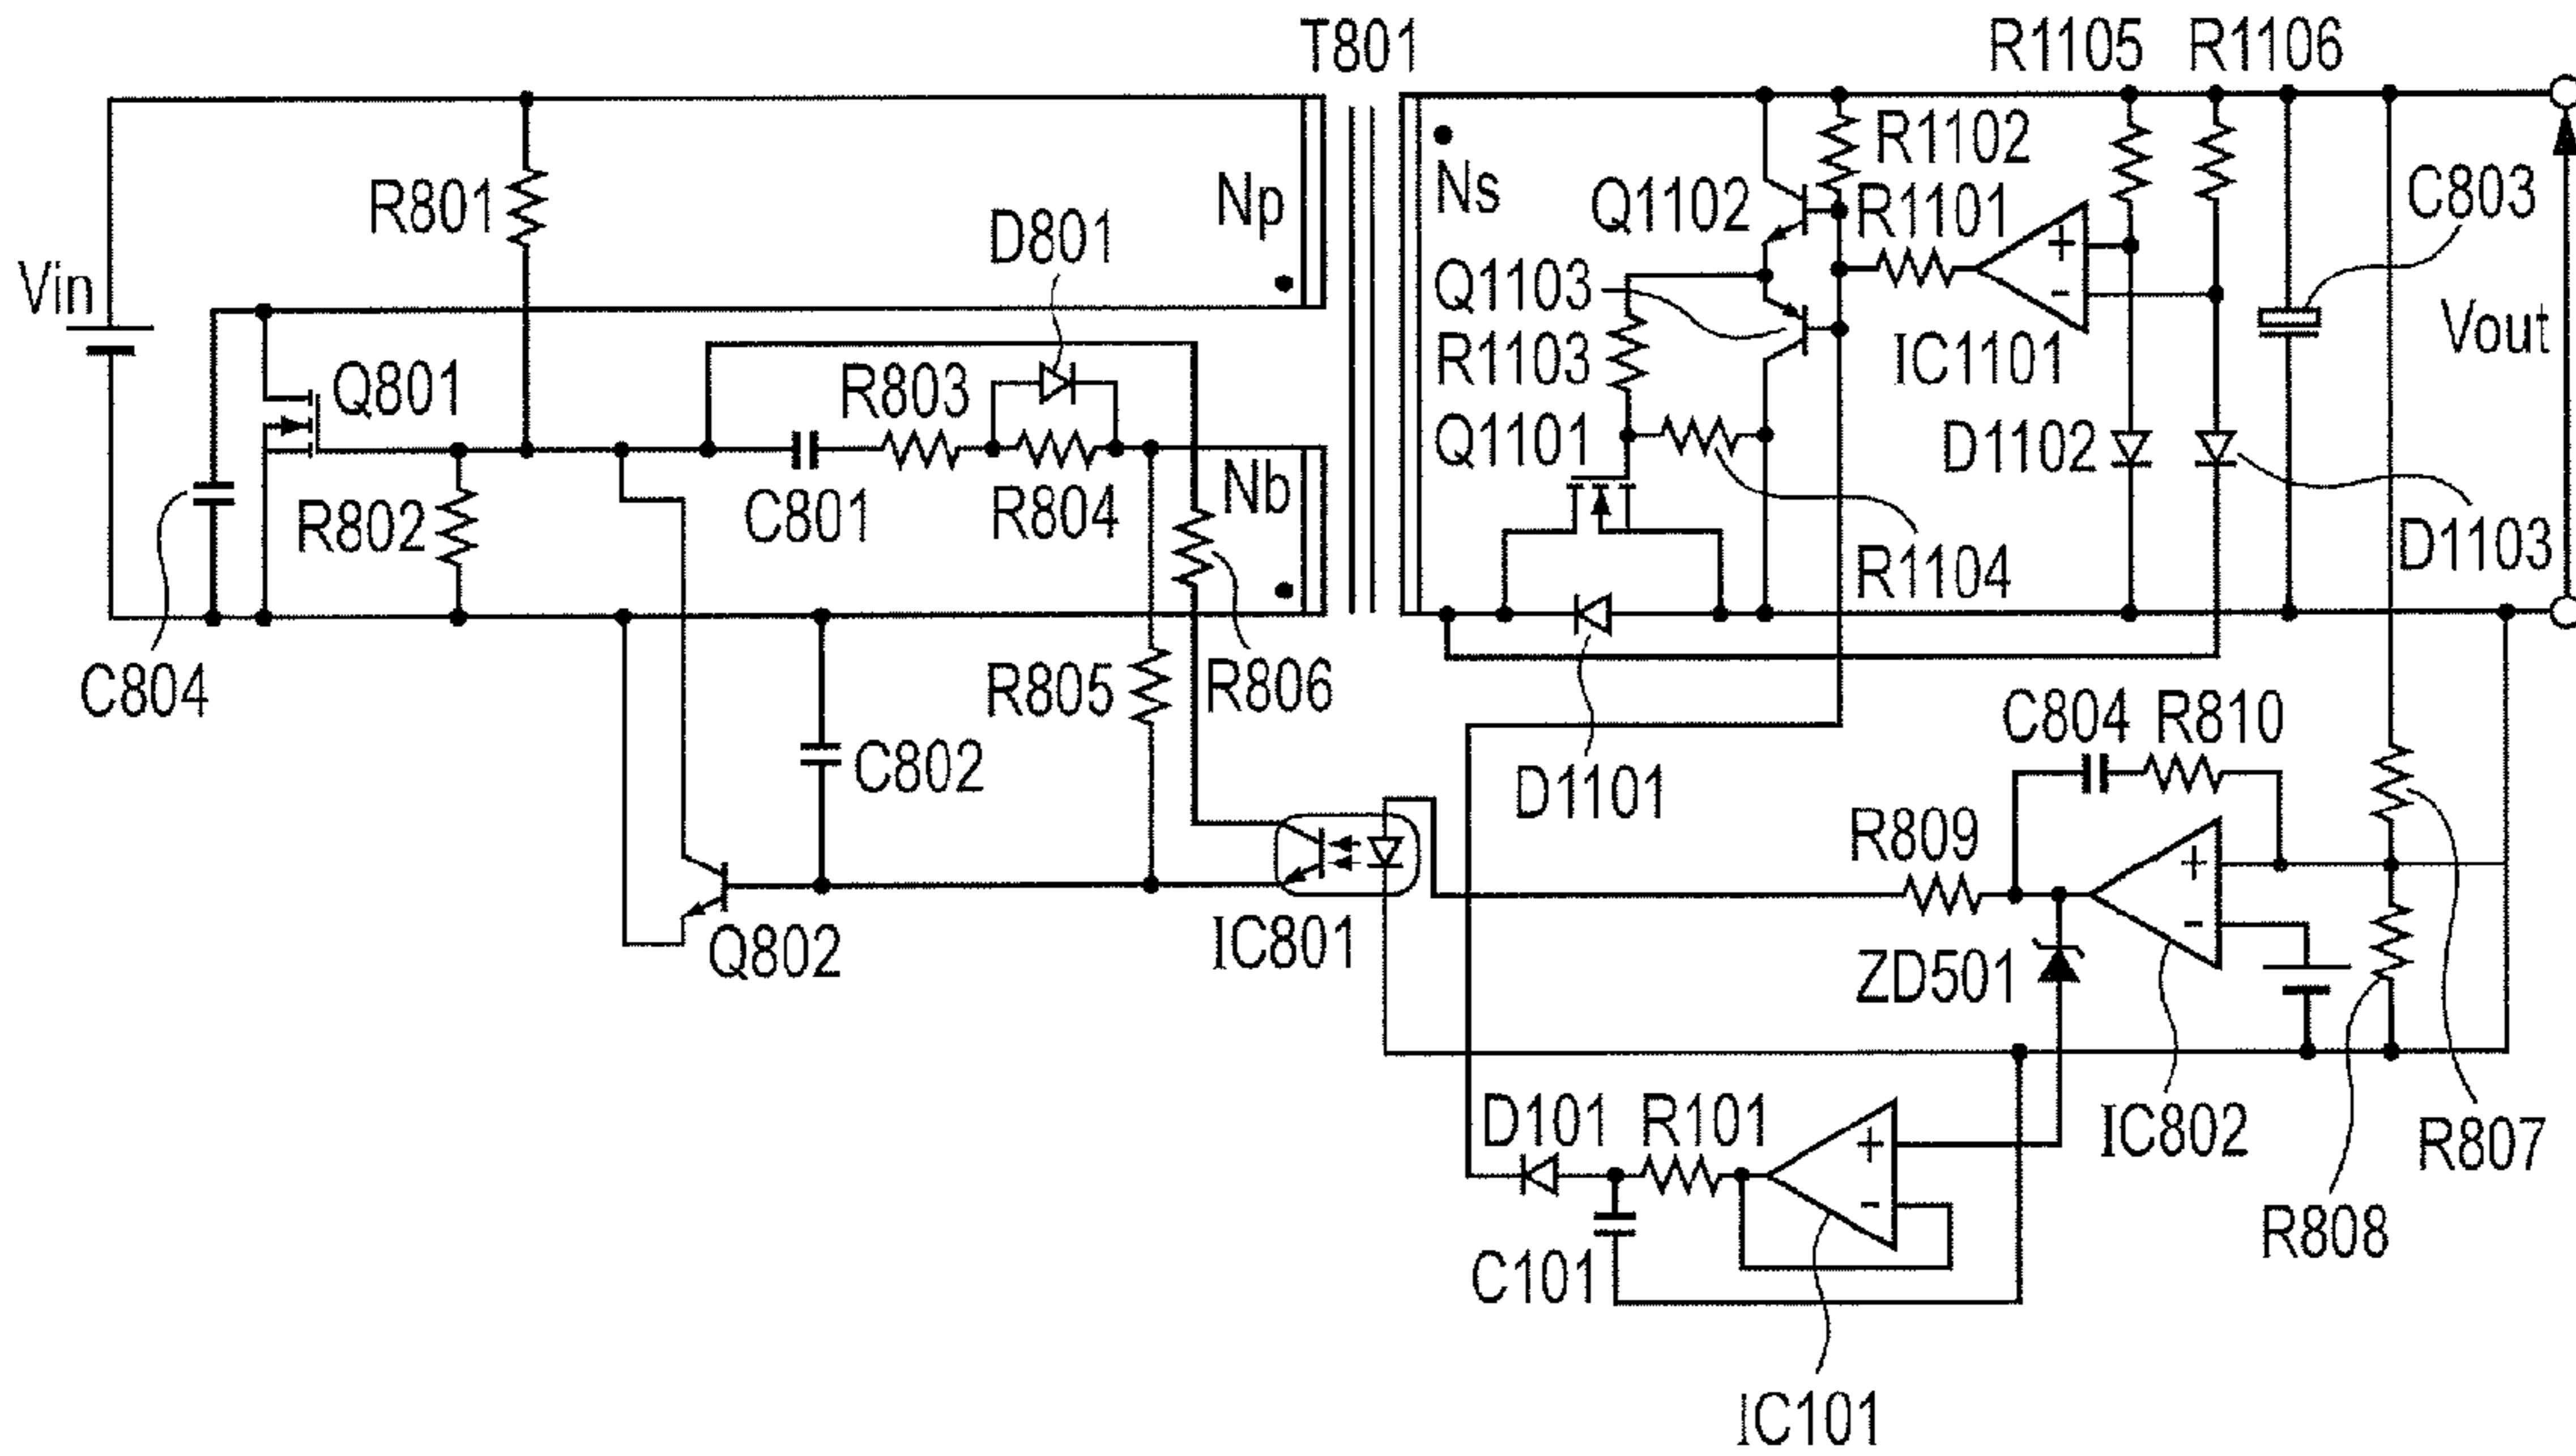 T801
R1105 R1106
R801
Np
Ns
D801
Q1102
R1102
R1101
C803
Vin
Q801
R803
Q1103
R1103
IC1101
Vout
Q1101
D1102
R802
C801
R804
Nb
R1104
D1103
C804
R805
R806
C802
D1101
C804 R810
R809
Q802
IC801
ZD501
D101 R101
IC802
R807
C101
R808
IC101
+
-
+
-
+
-